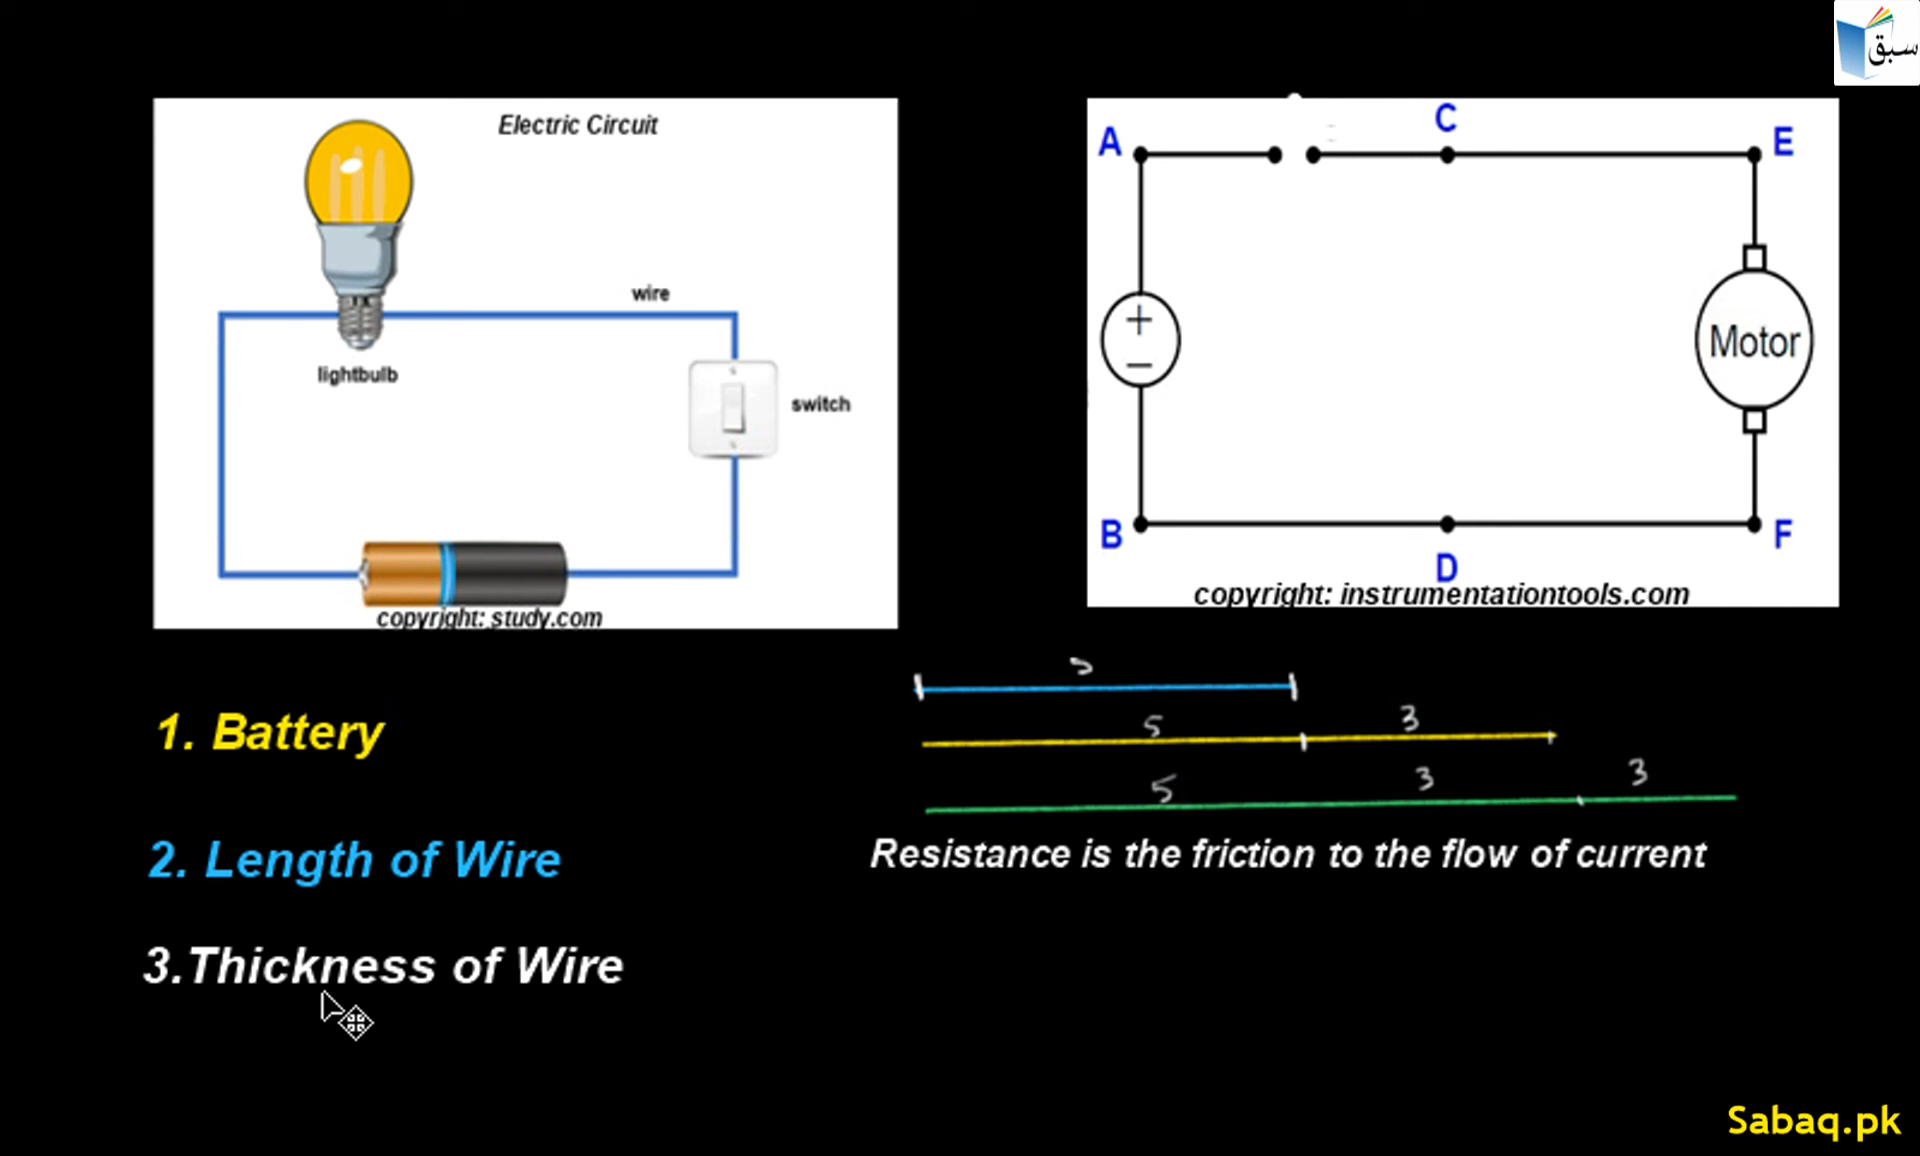 سبق
Electric Circuit
wire
lightbulb
switch
copyright: study.com
A
C
E
+
−
Motor
B
D
F
copyright: instrumentationtools.com
1. Battery
2. Length of Wire
3.Thickness of Wire
5 3
5 3 3
Resistance is the friction to the flow of current
Sabaq.pk